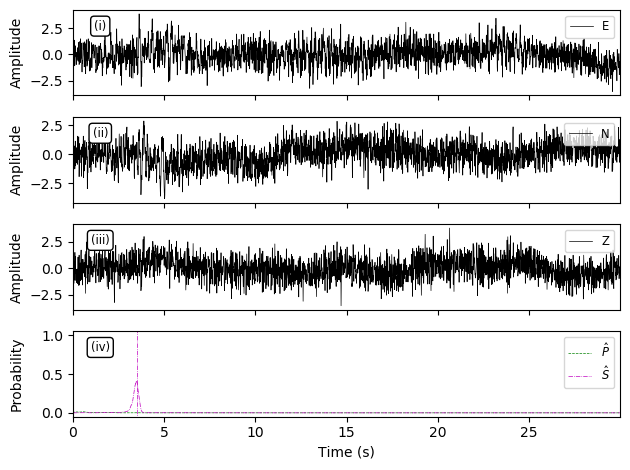 Amplitude
2.5
0.0
−2.5
(i)
E
Amplitude
2.5
0.0
−2.5
(ii)
N
Amplitude
2.5
0.0
−2.5
(iii)
Z
Probability
1.0
0.5
0.0
(iv)
P̂
Ŝ
0 5 10 15 20 25
Time (s)